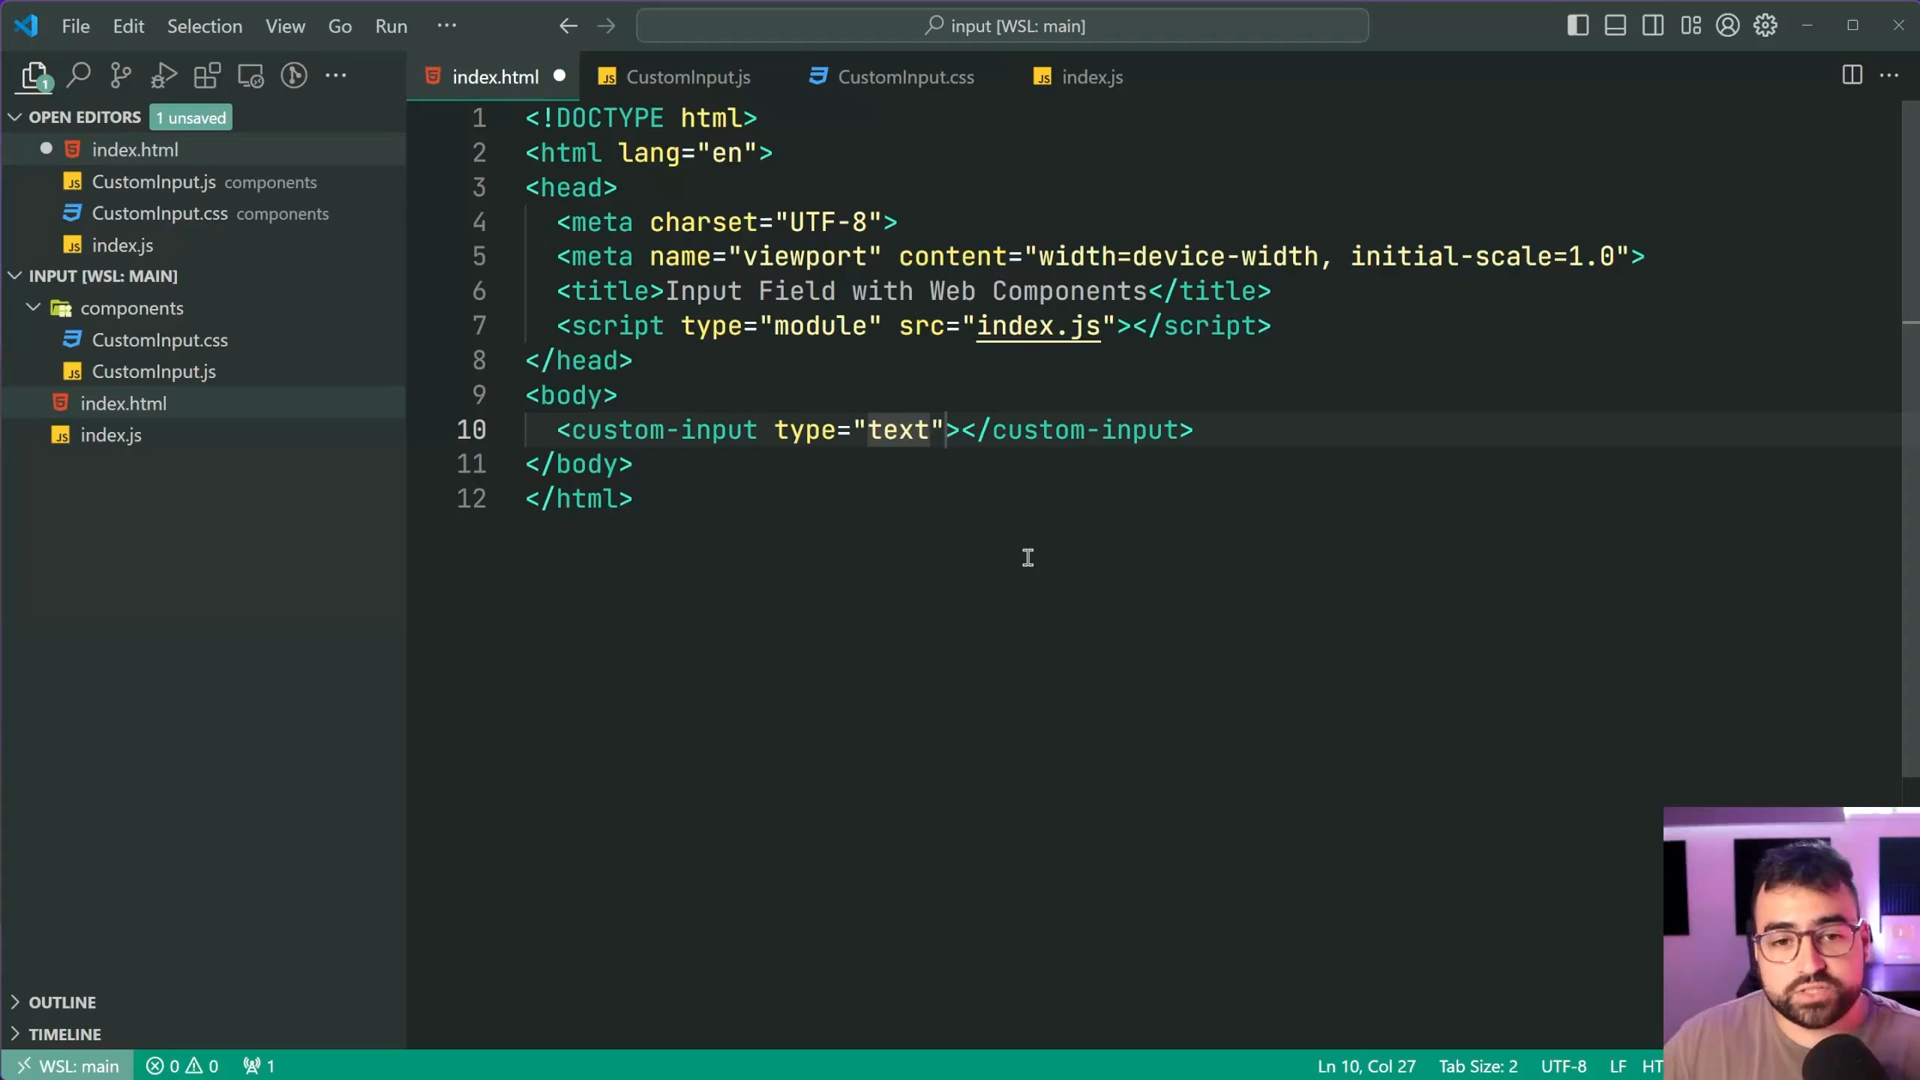 File Edit Selection View Go Run ···
input [WSL: main]
1
index.html CustomInput.js CustomInput.css index.js
OPEN EDITORS 1 unsaved
index.html
CustomInput.js components
CustomInput.css components
index.js
INPUT [WSL: MAIN]
components
CustomInput.css
CustomInput.js
index.html
index.js
OUTLINE
TIMELINE
1 <!DOCTYPE html>
2 <html lang="en">
3 <head>
4 <meta charset="UTF-8">
5 <meta name="viewport" content="width=device-width, initial-scale=1.0">
6 <title>Input Field with Web Components</title>
7 <script type="module" src="index.js"></script>
8 </head>
9 <body>
10 <custom-input type="text"></custom-input>
11 </body>
12 </html>
WSL: main 0 0 1 Ln 10, Col 27 Tab Size: 2 UTF-8 LF HT